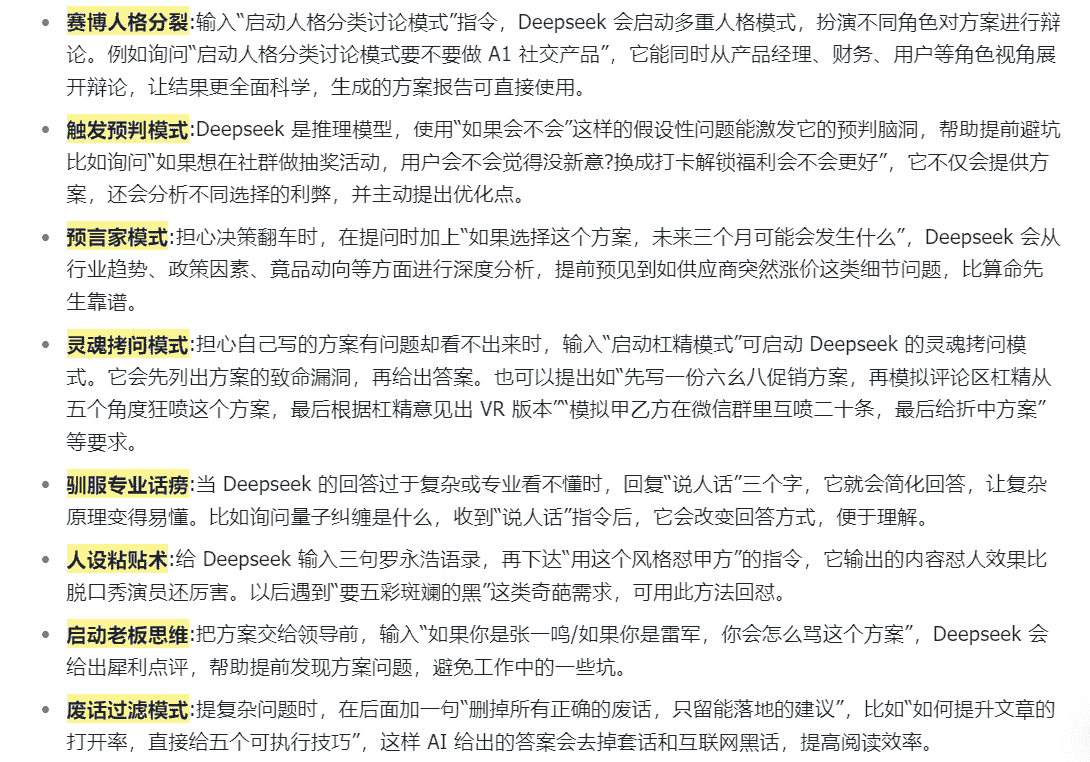 赛博人格分裂:输入“启动人格分类讨论模式”指令，Deepseek 会启动多重人格模式，扮演不同角色对方案进行辩
论。例如询问“启动人格分类讨论模式要不要做 A1 社交产品”，它能同时从产品经理、财务、用户等角色视角展
开辩论，让结果更全面科学，生成的方案报告可直接使用。
触发预判模式:Deepseek 是推理模型，使用“如果会不会”这样的假设性问题能激发它的预判脑洞，帮助提前避坑
比如询问“如果想在社群做抽奖活动，用户会不会觉得没新意?换成打卡解锁福利会不会更好”，它不仅会提供方
案，还会分析不同选择的利弊，并主动提出优化点。
预言家模式:担心决策翻车时，在提问时加上“如果选择这个方案，未来三个月可能会发生什么”，Deepseek 会从
行业趋势、政策因素、竟品动向等方面进行深度分析，提前预见到如供应商突然涨价这类细节问题，比算命先
生靠谱。
灵魂拷问模式:担心自己写的方案有问题却看不出来时，输入“启动杠精模式”可启动 Deepseek 的灵魂拷问模
式。它会先列出方案的致命漏洞，再给出答案。也可以提出如“先写一份六幺八促销方案，再模拟评论区杠精从
五个角度狂喷这个方案，最后根据杠精意见出 VR 版本”“模拟甲乙方在微信群里互喷二十条，最后给折中方案”
等要求。
驯服专业话痨:当 Deepseek 的回答过于复杂或专业看不懂时，回复“说人话”三个字，它就会简化回答，让复杂
原理变得易懂。比如询问量子纠缠是什么，收到“说人话”指令后，它会改变回答方式，便于理解。
人设粘贴术:给 Deepseek 输入三句罗永浩语录，再下达“用这个风格怼甲方”的指令，它输出的内容怼人效果比
脱口秀演员还厉害。以后遇到“要五彩斑斓的黑”这类奇葩需求，可用此方法回怼。
启动老板思维:把方案交给领导前，输入“如果你是张一鸣/如果你是雷军，你会怎么骂这个方案”，Deepseek 会
给出犀利点评，帮助提前发现方案问题，避免工作中的一些坑。
废话过滤模式:提复杂问题时，在后面加一句“删掉所有正确的废话，只留能落地的建议”，比如“如何提升文章的
打开率，直接给五个可执行技巧”，这样 AI 给出的答案会去掉套话和互联网黑话，提高阅读效率。